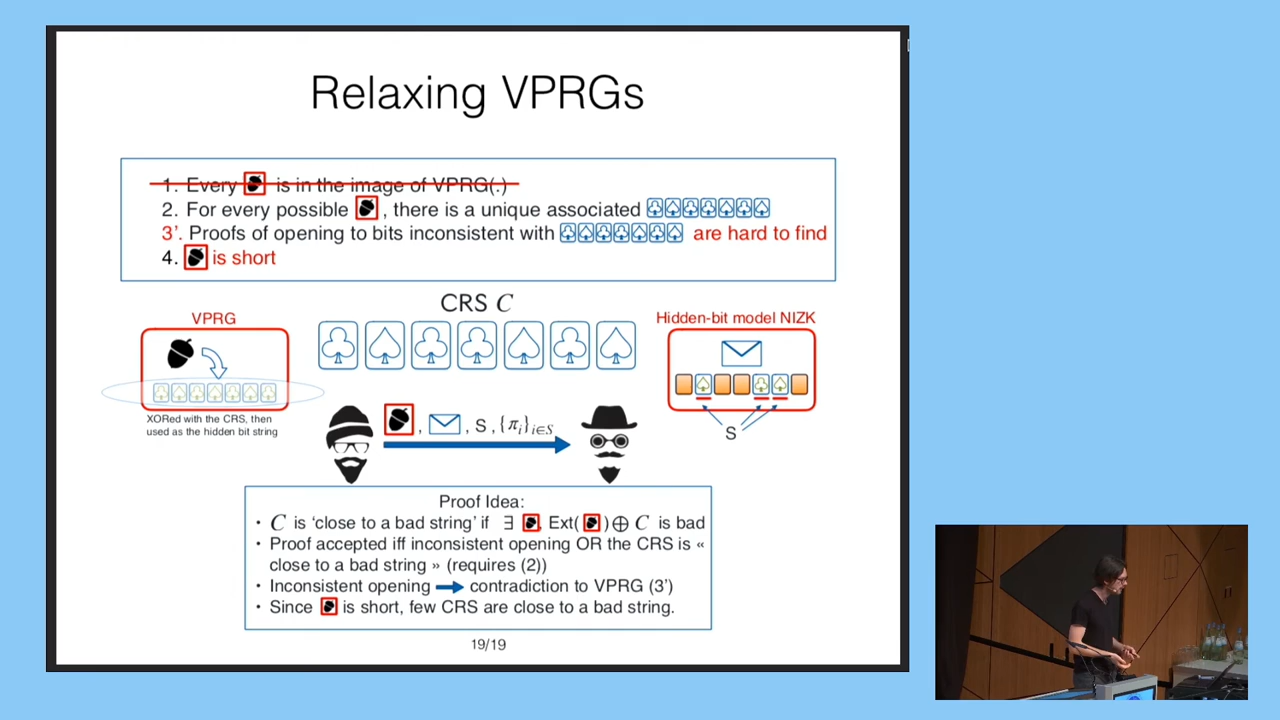 Relaxing VPRGs
1. Every is in the image of VPRG(.)
2. For every possible , there is a unique associated
3'. Proofs of opening to bits inconsistent with are hard to find
4. is short
CRS C
VPRG
Hidden-bit model NIZK
XORed with the CRS, then
used as the hidden bit string
, , S , {πi}i∈S
S
Proof Idea:
• C is 'close to a bad string' if ∃ , Ext( )⊕ C is bad
• Proof accepted iff inconsistent opening OR the CRS is «
close to a bad string » (requires (2))
• Inconsistent opening contradiction to VPRG (3')
• Since is short, few CRS are close to a bad string.
19/19